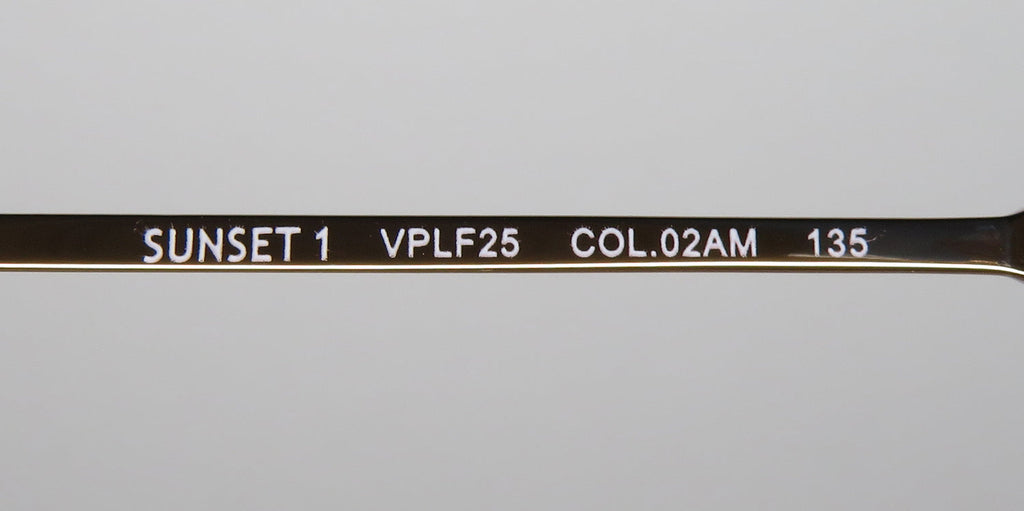 SUNSET 1 VPLF25 COL.02AM 135